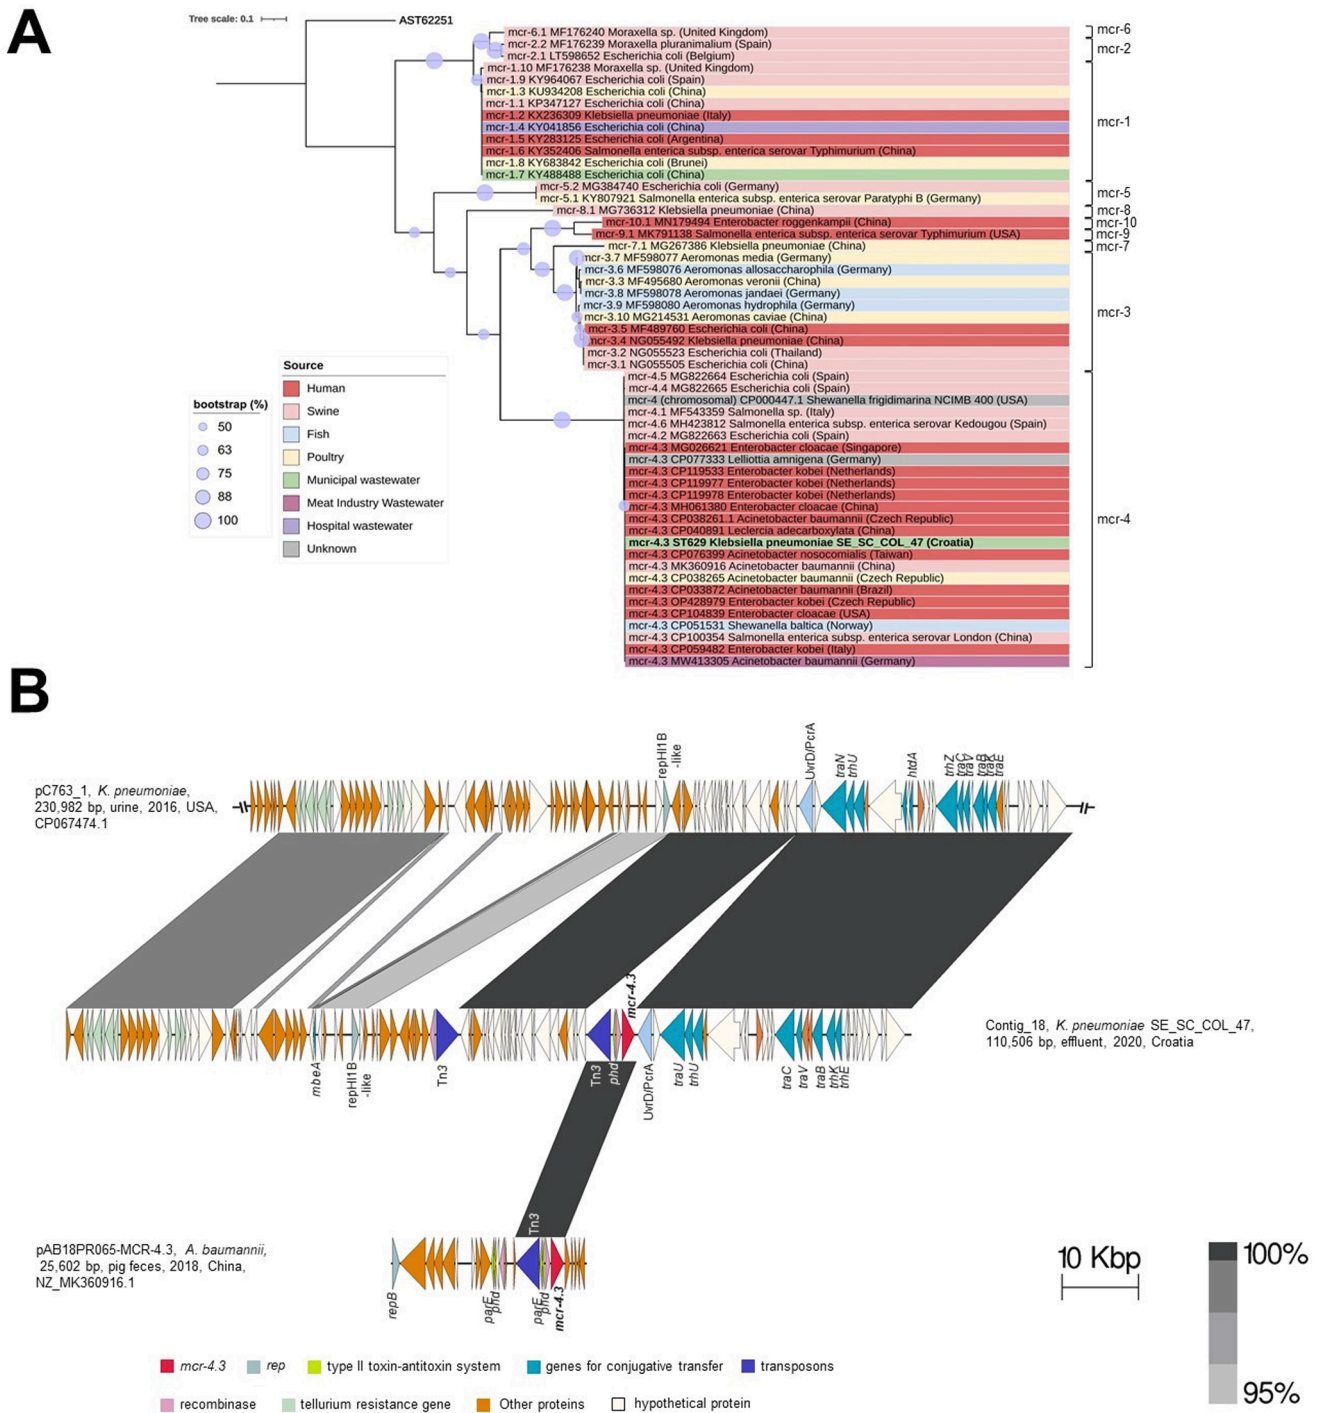 A
Tree scale: 0.1
AST62251
mcr-6.1 MF176240 Moraxella sp. (United Kingdom)
mcr-2.2 MF176239 Moraxella pluranimalium (Spain)
mcr-2.1 LT598652 Escherichia coli (Belgium)
mcr-1.10 MF176238 Moraxella sp. (United Kingdom)
mcr-1.9 KY964067 Escherichia coli (Spain)
mcr-1.3 KU934208 Escherichia coli (China)
mcr-1.1 KP347127 Escherichia coli (China)
mcr-1.2 KX236309 Klebsiella pneumoniae (Italy)
mcr-1.4 KY041856 Escherichia coli (China)
mcr-1.5 KY283125 Escherichia coli (Argentina)
mcr-1.6 KY352406 Salmonella enterica subsp. enterica serovar Typhimurium (China)
mcr-1.8 KY683842 Escherichia coli (Brunei)
mcr-1.7 KY488488 Escherichia coli (China)
mcr-5.2 MG384740 Escherichia coli (Germany)
mcr-5.1 KY807921 Salmonella enterica subsp. enterica serovar Paratyphi B (Germany)
mcr-8.1 MG736312 Klebsiella pneumoniae (China)
mcr-10.1 MN179494 Enterobacter roggenkampii (China)
mcr-9.1 MK791138 Salmonella enterica subsp. enterica serovar Typhimurium (USA)
mcr-7.1 MG267386 Klebsiella pneumoniae (China)
mcr-3.7 MF598077 Aeromonas media (Germany)
mcr-3.6 MF598076 Aeromonas allosaccharophila (Germany)
mcr-3.3 MF495680 Aeromonas veronii (China)
mcr-3.8 MF598078 Aeromonas jandaei (Germany)
mcr-3.9 MF598080 Aeromonas hydrophila (Germany)
mcr-3.10 MG214531 Aeromonas caviae (China)
mcr-3.5 MF489760 Escherichia coli (China)
mcr-3.4 NG055492 Klebsiella pneumoniae (China)
mcr-3.2 NG055523 Escherichia coli (Thailand)
mcr-3.1 NG055505 Escherichia coli (China)
mcr-4.5 MG822664 Escherichia coli (Spain)
mcr-4.4 MG822665 Escherichia coli (Spain)
mcr-4 (chromosomal) CP000447.1 Shewanella frigidimarina NCIMB 400 (USA)
mcr-4.1 MF543359 Salmonella sp. (Italy)
mcr-4.6 MH423812 Salmonella enterica subsp. enterica serovar Kedougou (Spain)
mcr-4.2 MG822663 Escherichia coli (Spain)
mcr-4.3 MG026621 Enterobacter cloacae (Singapore)
mcr-4.3 CP077333 Lelliottia amnigena (Germany)
mcr-4.3 CP119533 Enterobacter kobei (Netherlands)
mcr-4.3 CP119977 Enterobacter kobei (Netherlands)
mcr-4.3 CP119978 Enterobacter kobei (Netherlands)
mcr-4.3 MH061380 Enterobacter cloacae (China)
mcr-4.3 CP038261.1 Acinetobacter baumannii (Czech Republic)
mcr-4.3 CP040891 Leclercia adecarboxylata (China)
mcr-4.3 ST629 Klebsiella pneumoniae SE_SC_COL_47 (Croatia)
mcr-4.3 CP076399 Acinetobacter nosocomialis (Taiwan)
mcr-4.3 MK360916 Acinetobacter baumannii (China)
mcr-4.3 CP038265 Acinetobacter baumannii (Czech Republic)
mcr-4.3 CP033872 Acinetobacter baumannii (Brazil)
mcr-4.3 OP428979 Enterobacter kobei (Czech Republic)
mcr-4.3 CP104839 Enterobacter cloacae (USA)
mcr-4.3 CP051531 Shewanella baltica (Norway)
mcr-4.3 CP100354 Salmonella enterica subsp. enterica serovar London (China)
mcr-4.3 CP059482 Enterobacter kobei (Italy)
mcr-4.3 MW413305 Acinetobacter baumannii (Germany)
mcr-6
mcr-2
mcr-1
mcr-5
mcr-8
mcr-10
mcr-9
mcr-7
mcr-3
mcr-4
bootstrap (%)
50
63
75
88
100
Source
Human
Swine
Fish
Poultry
Municipal wastewater
Meat Industry Wastewater
Hospital wastewater
Unknown
B
pC763_1, K. pneumoniae,
230,982 bp, urine, 2016, USA,
CP067474.1
repHI1B
-like
UvrD/PcrA
traN
trhU
htdA
trhZ
traC
traV
traB
traK
traE
mcr-4.3
Contig_18, K. pneumoniae SE_SC_COL_47,
110,506 bp, effluent, 2020, Croatia
mbeA
repHI1B
-like
Tn3
Tn3
phd
UvrD/PcrA
traU
trhU
traC
traV
traB
trhK
trhE
pAB18PR065-MCR-4.3, A. baumannii,
25,602 bp, pig feces, 2018, China,
NZ_MK360916.1
Tn3
repB
parE
phd
parE
phd
mcr-4.3
10 Kbp
100%
95%
mcr-4.3
rep
type II toxin-antitoxin system
genes for conjugative transfer
transposons
recombinase
tellurium resistance gene
Other proteins
hypothetical protein